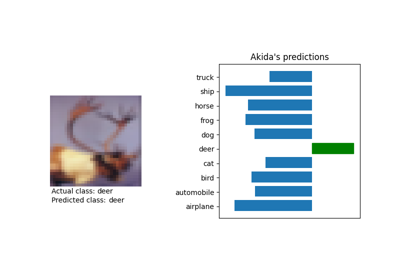 Akida's predictions
truck
ship
horse
frog
dog
deer
cat
bird
automobile
airplane
Actual class: deer
Predicted class: deer